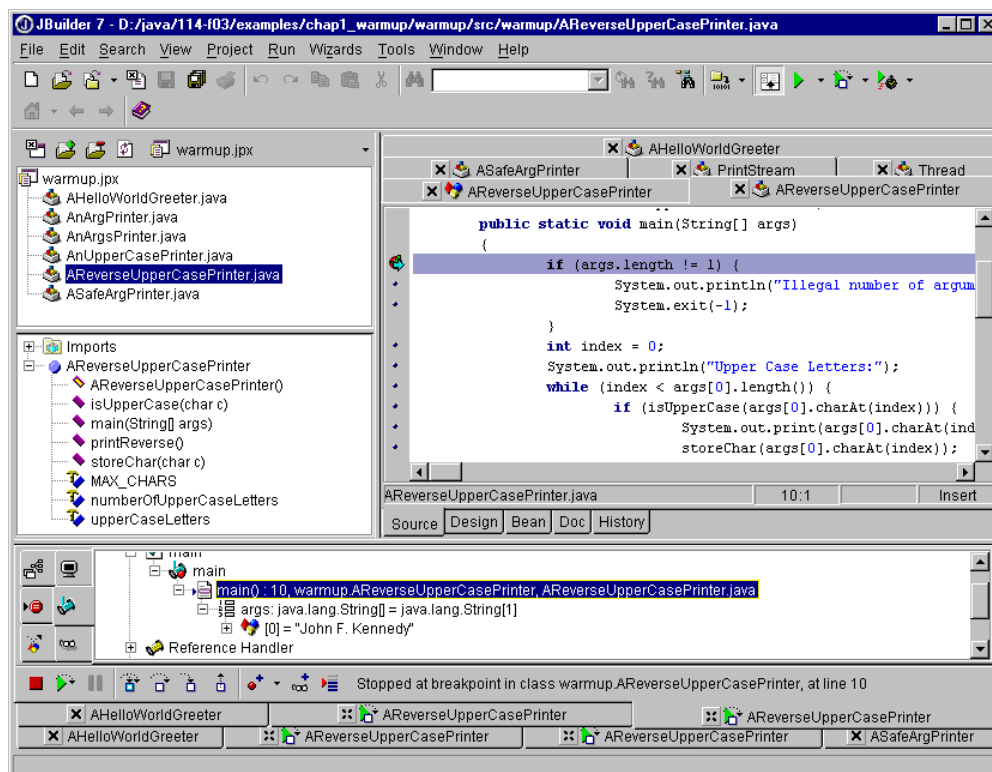 JBuilder 7 - D:/java/114-f03/examples/chap1_warmup/warmup/src/warmup/AReverseUpperCasePrinter.java
File Edit Search View Project Run Wizards Tools Window Help
warmup.jpx
warmup.jpx
AHelloWorldGreeter.java
AnArgPrinter.java
AnArgsPrinter.java
AnUpperCasePrinter.java
AReverseUpperCasePrinter.java
ASafeArgPrinter.java
Imports
AReverseUpperCasePrinter
AReverseUpperCasePrinter()
isUpperCase(char c)
main(String[] args)
printReverse()
storeChar(char c)
MAX_CHARS
numberOfUpperCaseLetters
upperCaseLetters
AHelloWorldGreeter
ASafeArgPrinter PrintStream Thread
AReverseUpperCasePrinter AReverseUpperCasePrinter
public static void main(String[] args)
{
if (args.length != 1) {
System.out.println("Illegal number of argum
System.exit(-1);
}
int index = 0;
System.out.println("Upper Case Letters:");
while (index < args[0].length()) {
if (isUpperCase(args[0].charAt(index))) {
System.out.print(args[0].charAt(ind
storeChar(args[0].charAt(index));
AReverseUpperCasePrinter.java 10:1 Insert
Source Design Bean Doc History
main
main
main() : 10, warmup.AReverseUpperCasePrinter, AReverseUpperCasePrinter.java
args: java.lang.String[] = java.lang.String[1]
[0] = "John F. Kennedy"
Reference Handler
Stopped at breakpoint in class warmup.AReverseUpperCasePrinter, at line 10
AHelloWorldGreeter AReverseUpperCasePrinter AReverseUpperCasePrinter
AHelloWorldGreeter AReverseUpperCasePrinter AReverseUpperCasePrinter ASafeArgPrinter